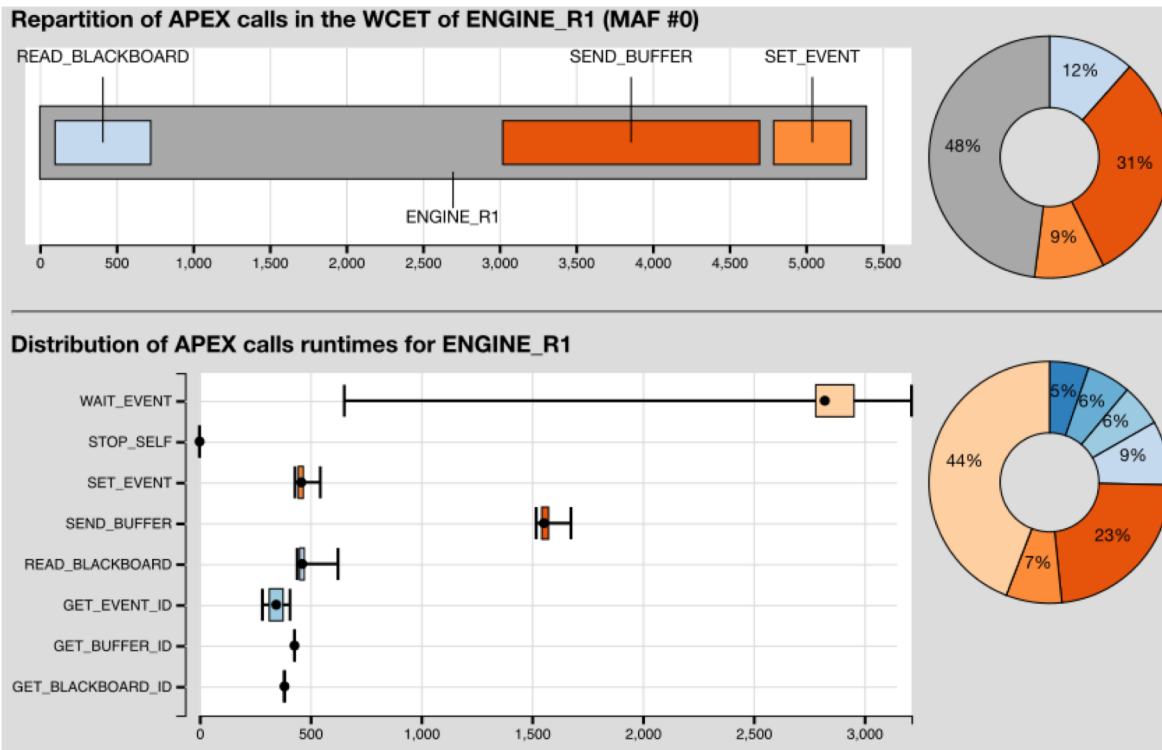 Repartition of APEX calls in the WCET of ENGINE_R1 (MAF #0)
READ_BLACKBOARD
SEND_BUFFER
SET_EVENT
ENGINE_R1
0 500 1,000 1,500 2,000 2,500 3,000 3,500 4,000 4,500 5,000 5,500
12%
31%
9%
48%
Distribution of APEX calls runtimes for ENGINE_R1
WAIT_EVENT
STOP_SELF
SET_EVENT
SEND_BUFFER
READ_BLACKBOARD
GET_EVENT_ID
GET_BUFFER_ID
GET_BLACKBOARD_ID
0 500 1,000 1,500 2,000 2,500 3,000
5%
6%
6%
9%
23%
7%
44%